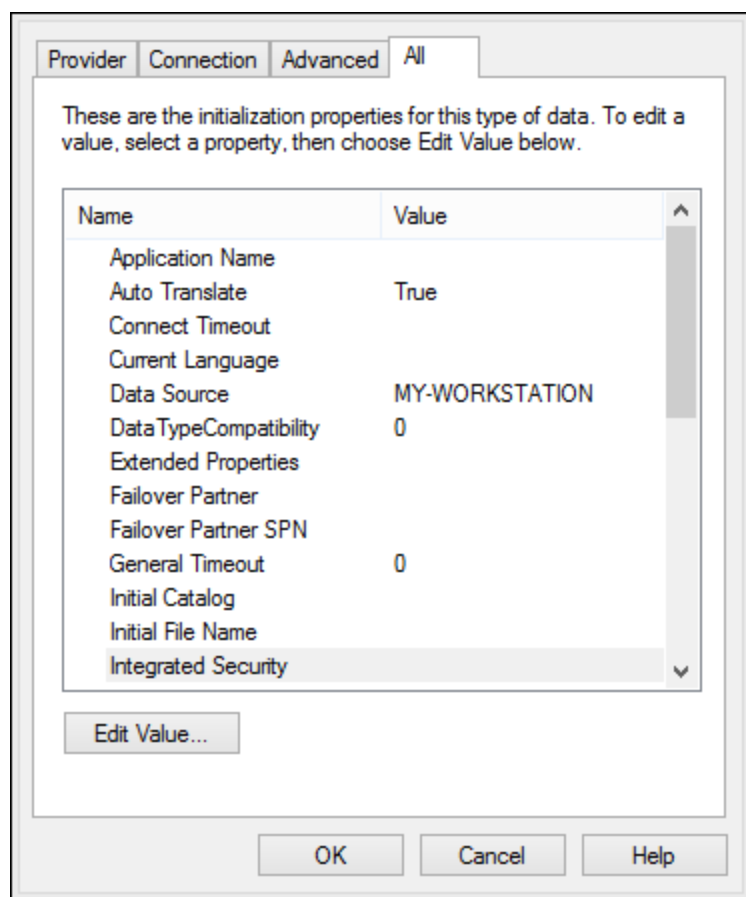 Provider Connection Advanced All
These are the initialization properties for this type of data. To edit a
value, select a property, then choose Edit Value below.
Name Value
Application Name
Auto Translate True
Connect Timeout
Current Language
Data Source MY-WORKSTATION
DataTypeCompatibility 0
Extended Properties
Failover Partner
Failover Partner SPN
General Timeout 0
Initial Catalog
Initial File Name
Integrated Security
Edit Value...
OK Cancel Help